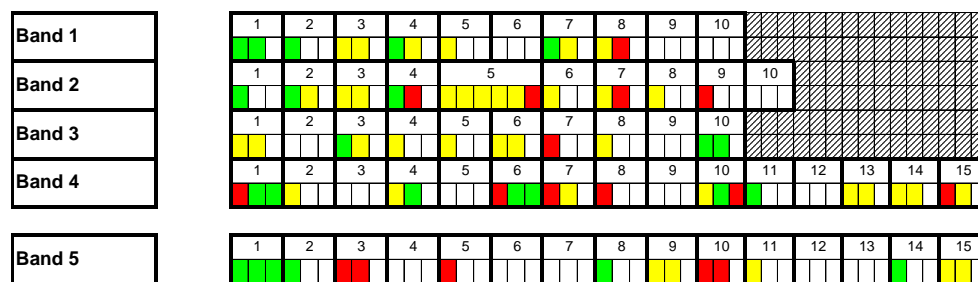 Band 1 1 2 3 4 5 6 7 8 9 10
Band 2 1 2 3 4 5 6 7 8 9 10
Band 3 1 2 3 4 5 6 7 8 9 10
Band 4 1 2 3 4 5 6 7 8 9 10 11 12 13 14 15
Band 5 1 2 3 4 5 6 7 8 9 10 11 12 13 14 15